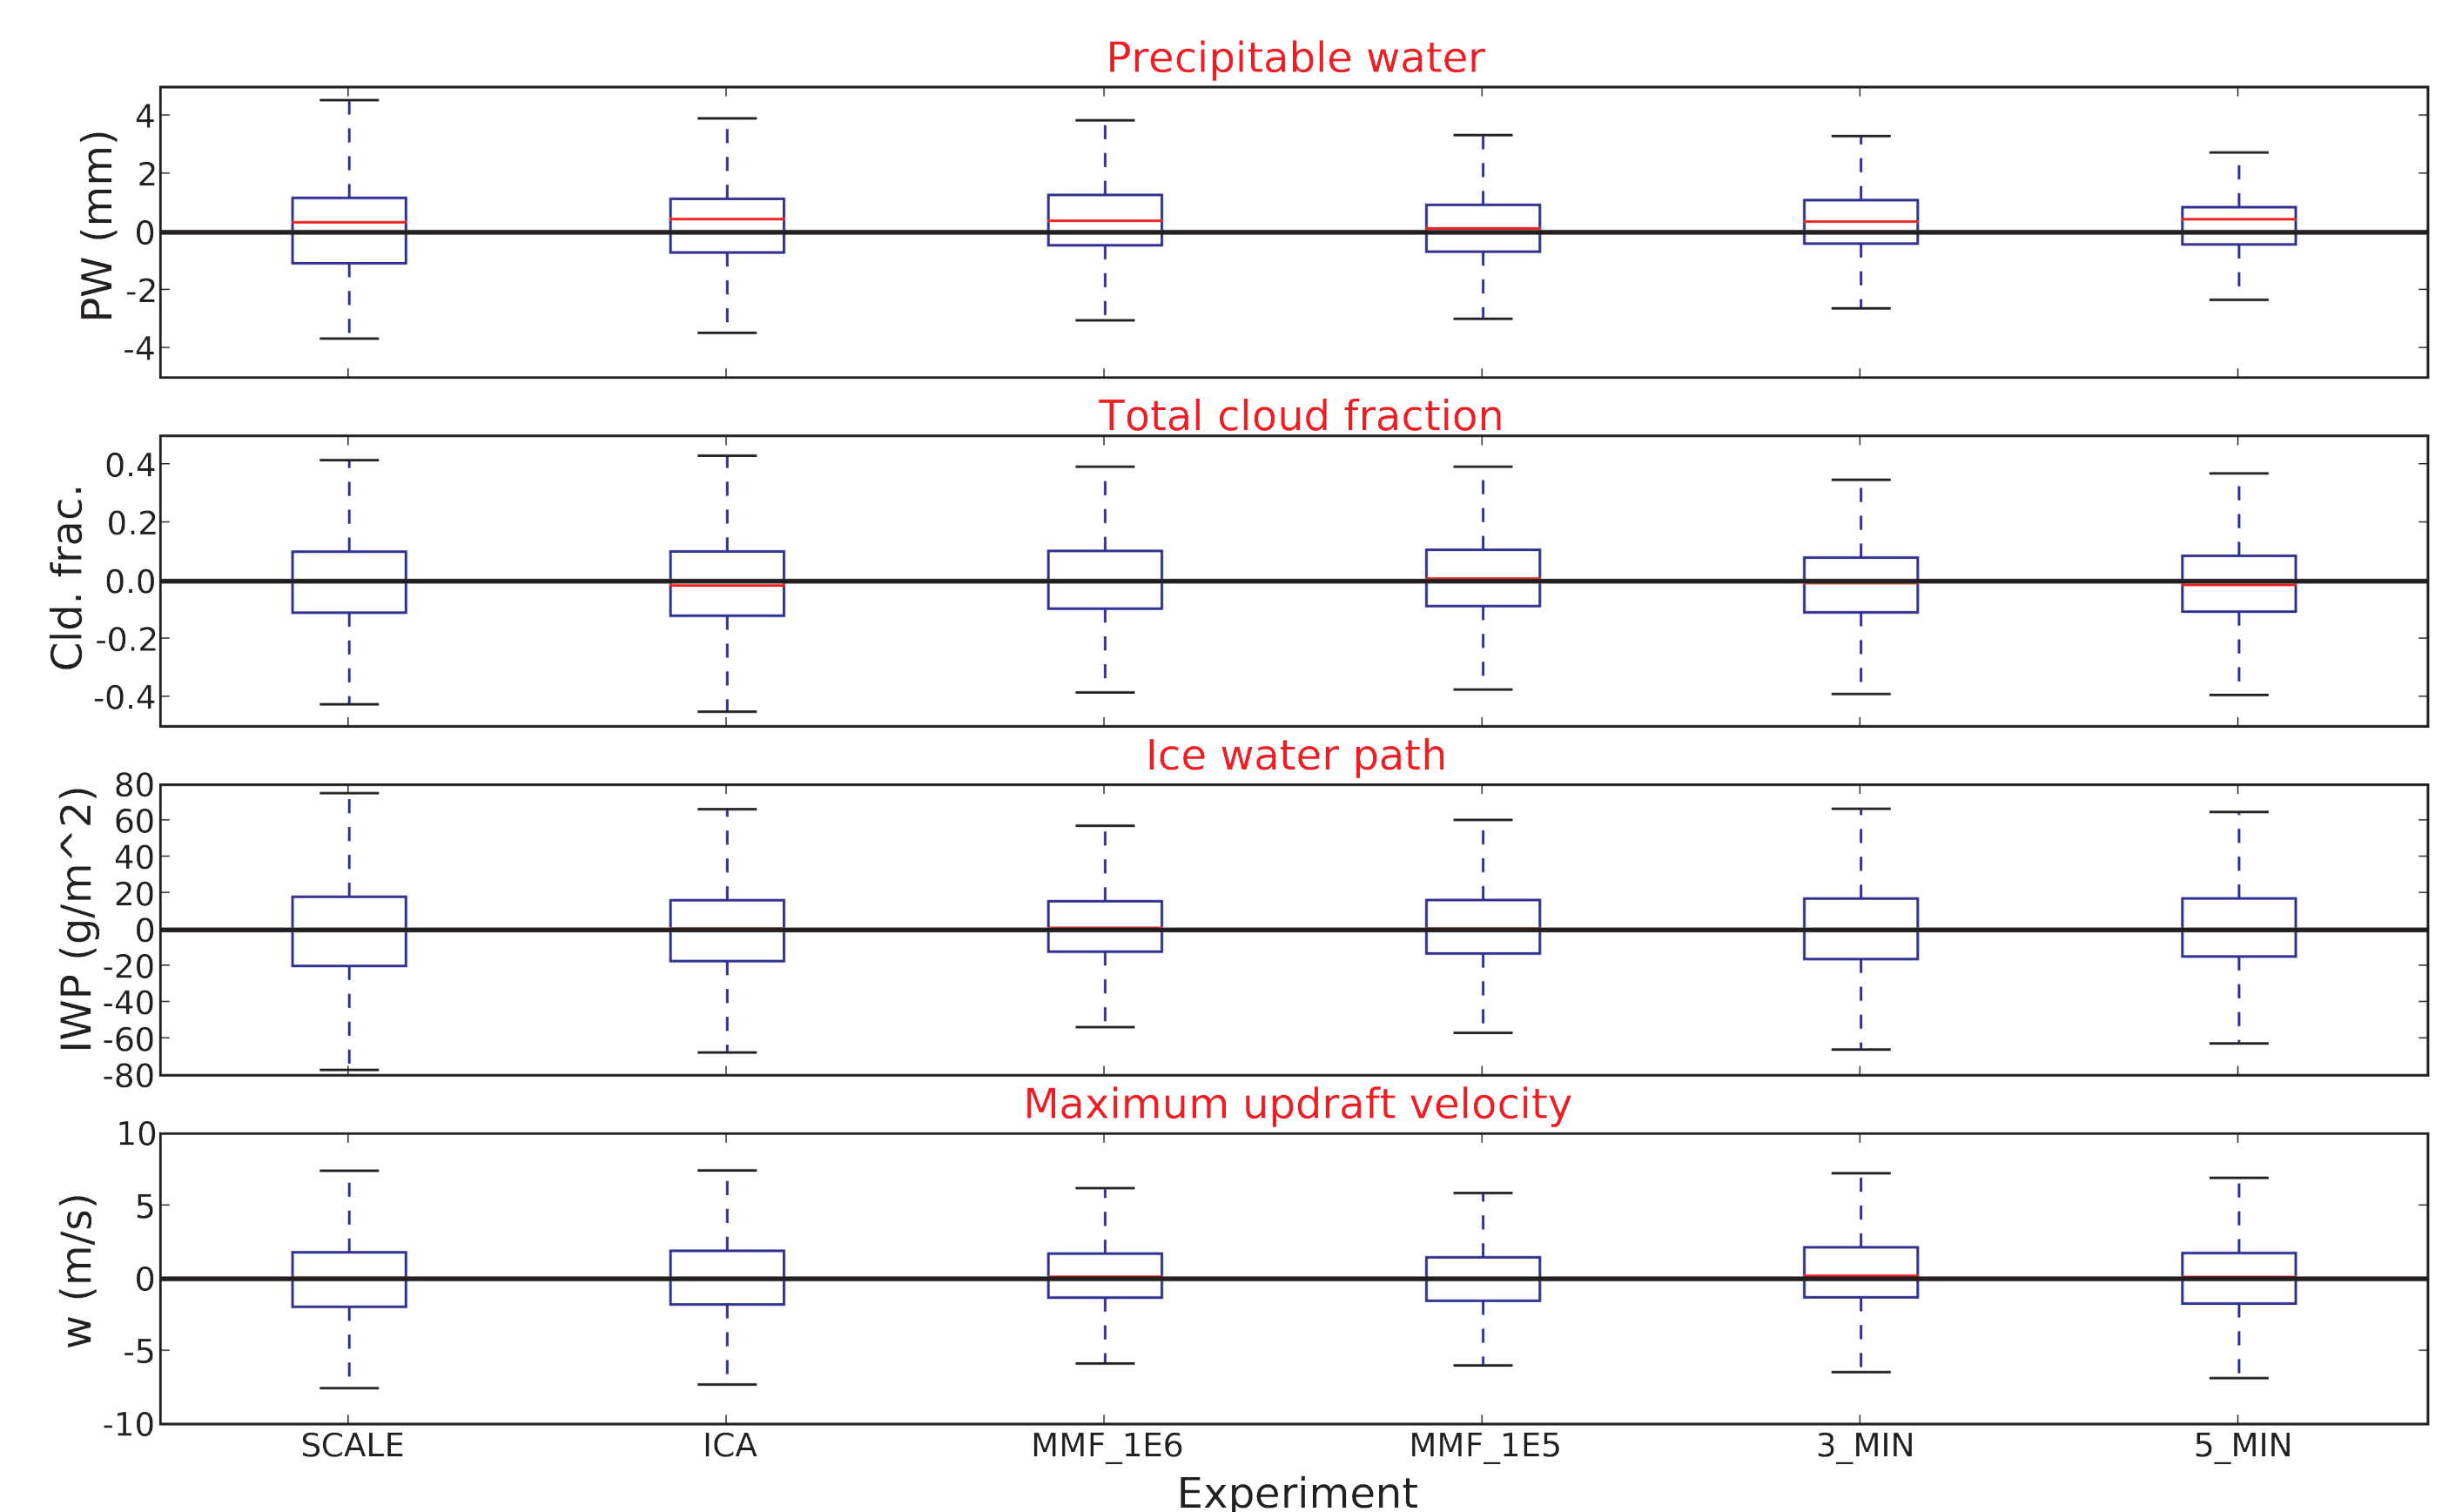 Precipitable water
PW (mm)
4
2
0
-2
-4
Total cloud fraction
Cld. frac.
0.4
0.2
0.0
-0.2
-0.4
Ice water path
IWP (g/m^2)
80
60
40
20
0
-20
-40
-60
-80
Maximum updraft velocity
w (m/s)
10
5
0
-5
-10
SCALE ICA MMF_1E6 MMF_1E5 3_MIN 5_MIN
Experiment